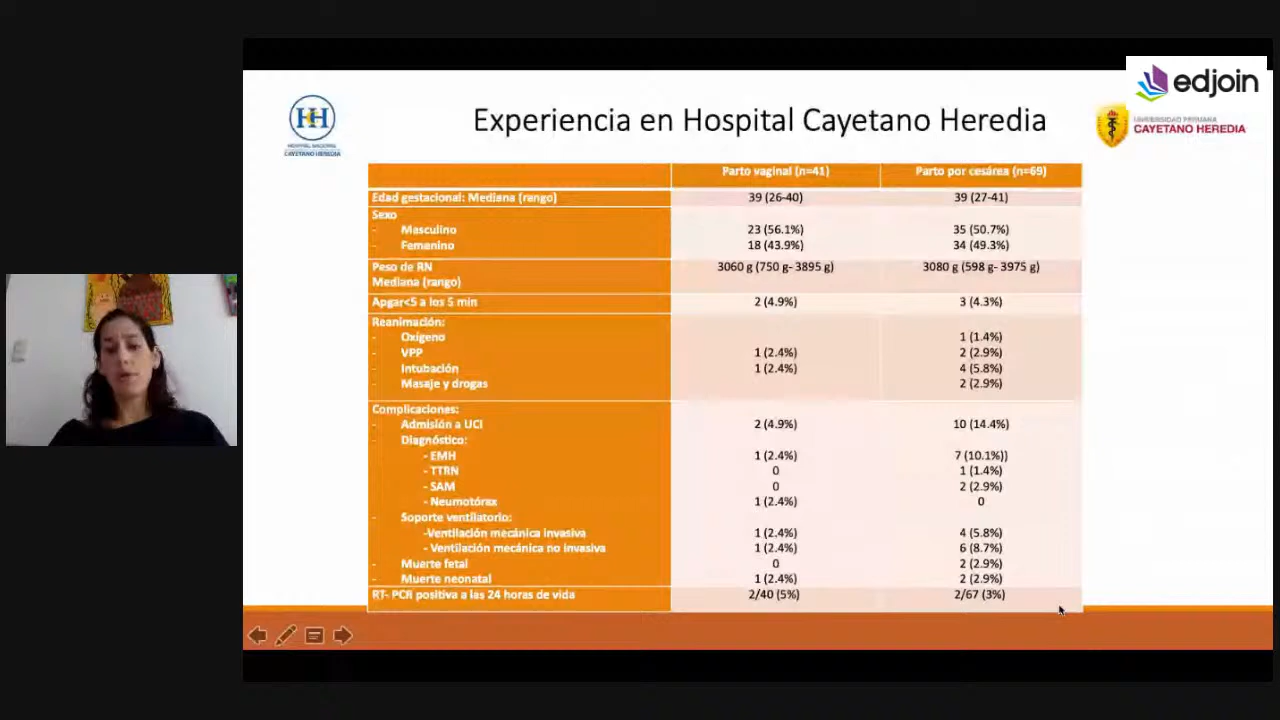 edjoin
HOSPITAL NACIONAL
CAYETANO HEREDIA
Experiencia en Hospital Cayetano Heredia
UNIVERSIDAD PERUANA
CAYETANO HEREDIA
Parto vaginal (n=41) Parto por cesárea (n=69)
Edad gestacional: Mediana (rango) 39 (26-40) 39 (27-41)
Sexo
- Masculino 23 (56.1%) 35 (50.7%)
- Femenino 18 (43.9%) 34 (49.3%)
Peso de RN 3060 g (750 g- 3895 g) 3080 g (598 g- 3975 g)
Mediana (rango)
Apgar<5 a los 5 min 2 (4.9%) 3 (4.3%)
Reanimación:
- Oxígeno 1 (1.4%)
- VPP 1 (2.4%) 2 (2.9%)
- Intubación 1 (2.4%) 4 (5.8%)
- Masaje y drogas 2 (2.9%)
Complicaciones:
- Admisión a UCI 2 (4.9%) 10 (14.4%)
- Diagnóstico:
- EMH 1 (2.4%) 7 (10.1%))
- TTRN 0 1 (1.4%)
- SAM 0 2 (2.9%)
- Neumotórax 1 (2.4%) 0
- Soporte ventilatorio:
-Ventilación mecánica invasiva 1 (2.4%) 4 (5.8%)
- Ventilación mecánica no invasiva 1 (2.4%) 6 (8.7%)
- Muerte fetal 0 2 (2.9%)
- Muerte neonatal 1 (2.4%) 2 (2.9%)
RT- PCR positiva a las 24 horas de vida 2/40 (5%) 2/67 (3%)